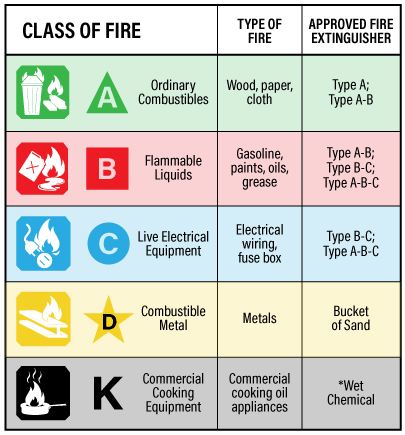 CLASS OF FIRE
TYPE OF
FIRE
APPROVED FIRE
EXTINGUISHER
A
Ordinary
Combustibles
Wood, paper,
cloth
Type A;
Type A-B
B
Flammable
Liquids
Gasoline,
paints, oils,
grease
Type A-B;
Type B-C;
Type A-B-C
C
Live Electrical
Equipment
Electrical
wiring,
fuse box
Type B-C;
Type A-B-C
D
Combustible
Metal
Metals
Bucket
of Sand
K
Commercial
Cooking
Equipment
Commercial
cooking oil
appliances
*Wet
Chemical